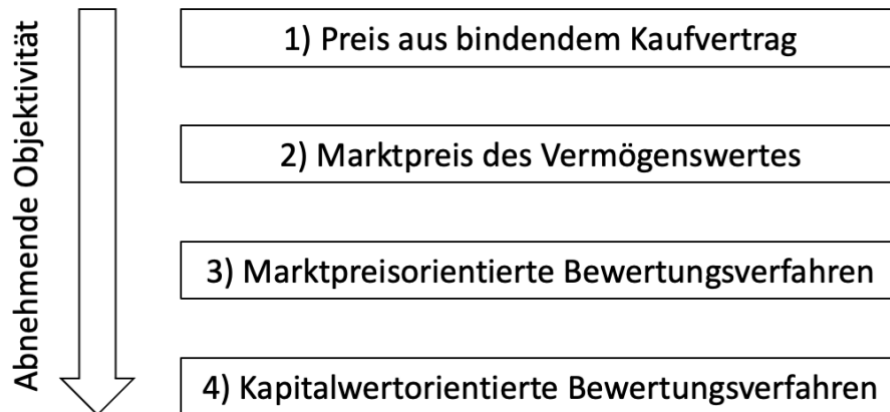 Abnehmende Objektivität
1) Preis aus bindendem Kaufvertrag
2) Marktpreis des Vermögenswertes
3) Marktpreisorientierte Bewertungsverfahren
4) Kapitalwertorientierte Bewertungsverfahren